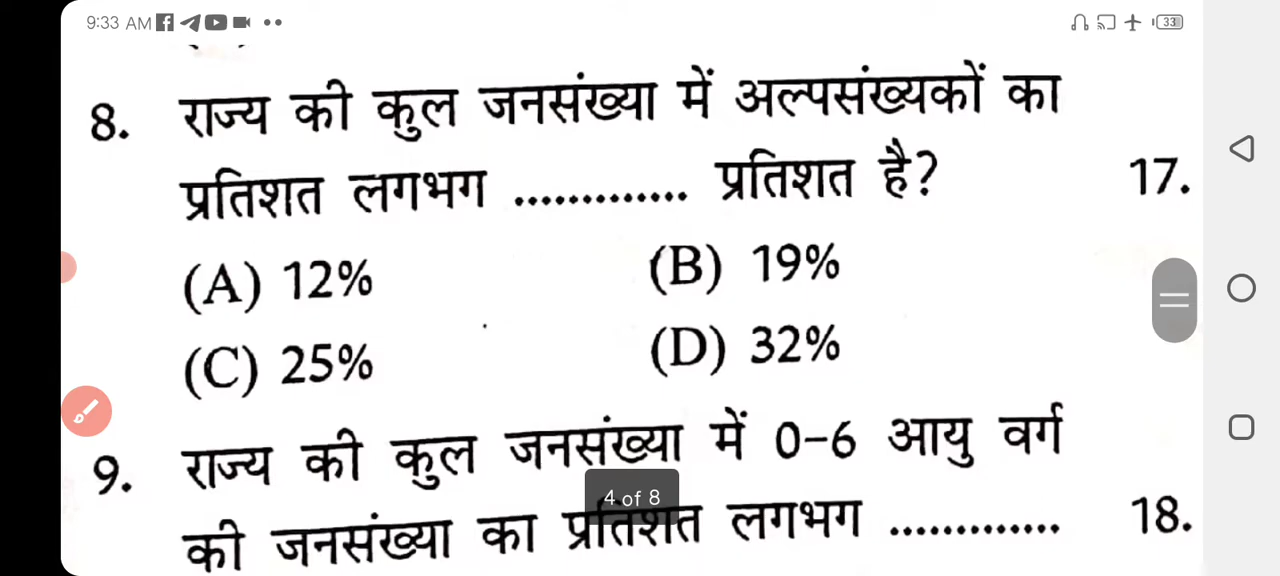 9:33 AM
33
8. राज्य की कुल जनसंख्या में अल्पसंख्यकों का
प्रतिशत लगभग ............. प्रतिशत है?
17.
(A) 12% (B) 19%
(C) 25% (D) 32%
9. राज्य की कुल जनसंख्या में 0-6 आयु वर्ग
4 of 8
की जनसंख्या का प्रतिशत लगभग .............
18.